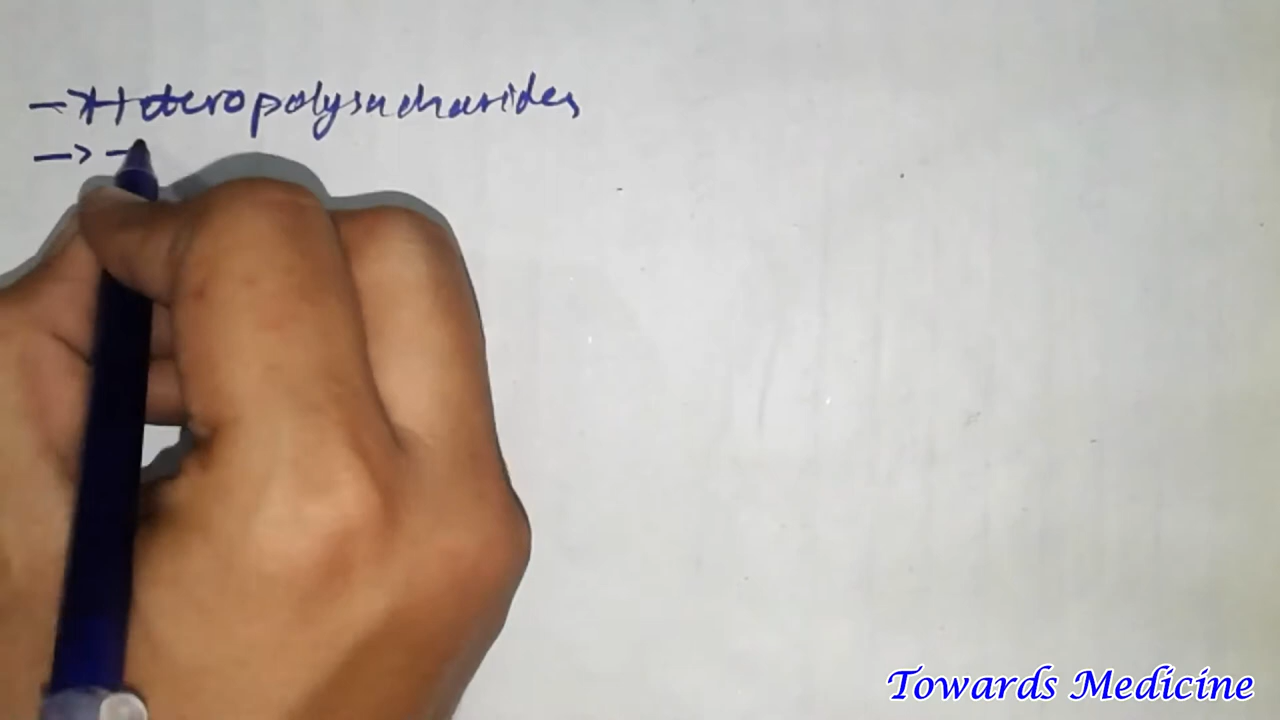 → Heteropolysaccharides
→ -
Towards Medicine